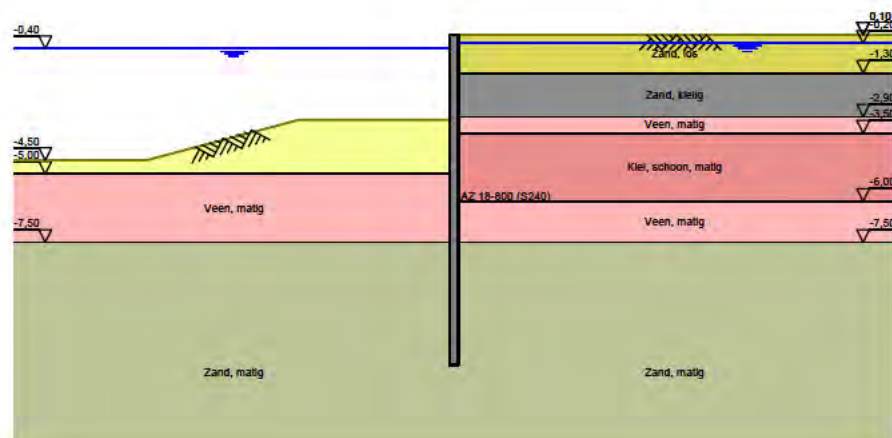 -0,40
-4,50
-5,00
-7,50
Veen, matig
Zand, matig
AZ 18-800 (S240)
0,10
-0,20
Zand, los
-1,30
Zand, kleiig
-2,90
Veen, matig
-3,50
Klei, schoon, matig
-6,00
Veen, matig
-7,50
Zand, matig